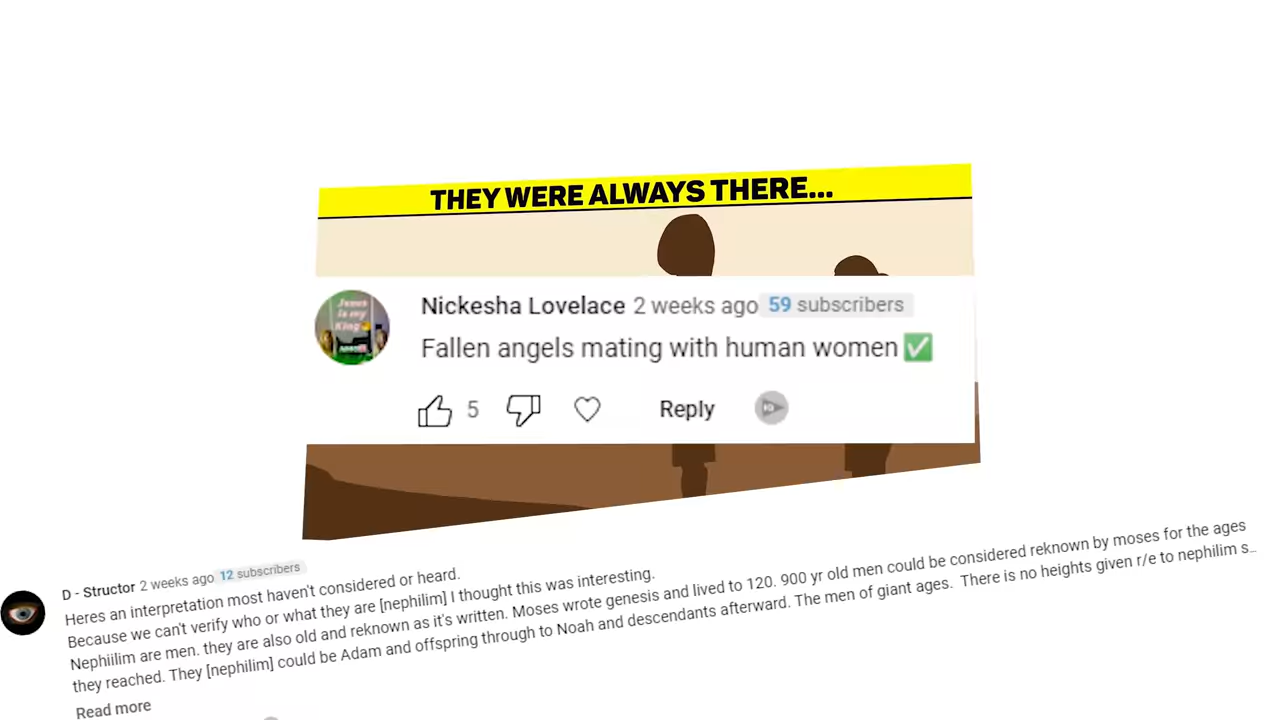 THEY WERE ALWAYS THERE...
Nickesha Lovelace 2 weeks ago 59 subscribers
Fallen angels mating with human women ✅
5 Reply
D - Structor 2 weeks ago 12 subscribers
Heres an interpretation most haven't considered or heard.
Because we can't verify who or what they are [nephilim] I thought this was interesting.
Nephiilim are men. they are also old and reknown as it's written. Moses wrote genesis and lived to 120. 900 yr old men could be considered reknown by moses for the ages
they reached. They [nephilim] could be Adam and offspring through to Noah and descendants afterward. The men of giant ages. There is no heights given r/e to nephilim s...
Read more